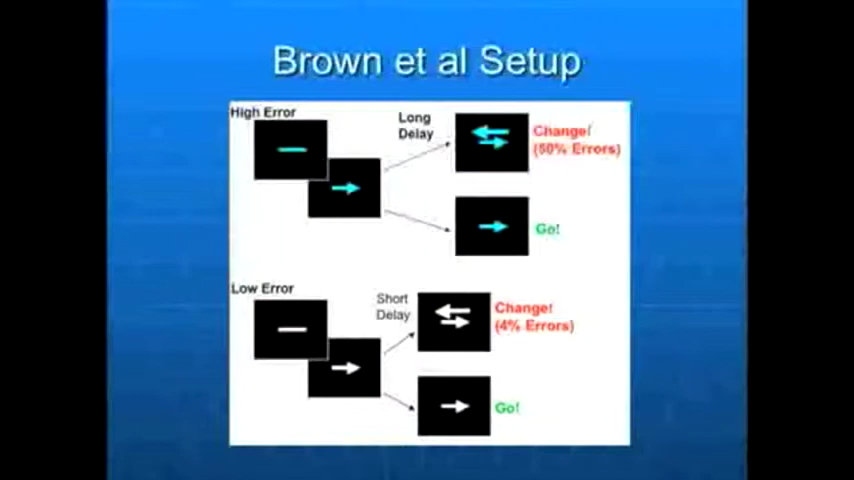 Brown et al Setup
High Error
Long
Delay
Change!
(50% Errors)
Go!
Low Error
Short
Delay
Change!
(4% Errors)
Go!